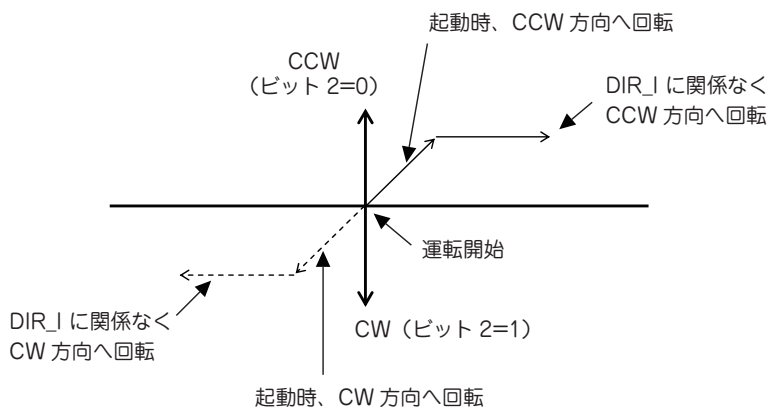 起動時、CCW 方向へ回転
CCW
（ビット 2=0）
DIR_I に関係なく
CCW 方向へ回転
運転開始
DIR_I に関係なく
CW 方向へ回転
CW（ビット 2=1）
起動時、CW 方向へ回転